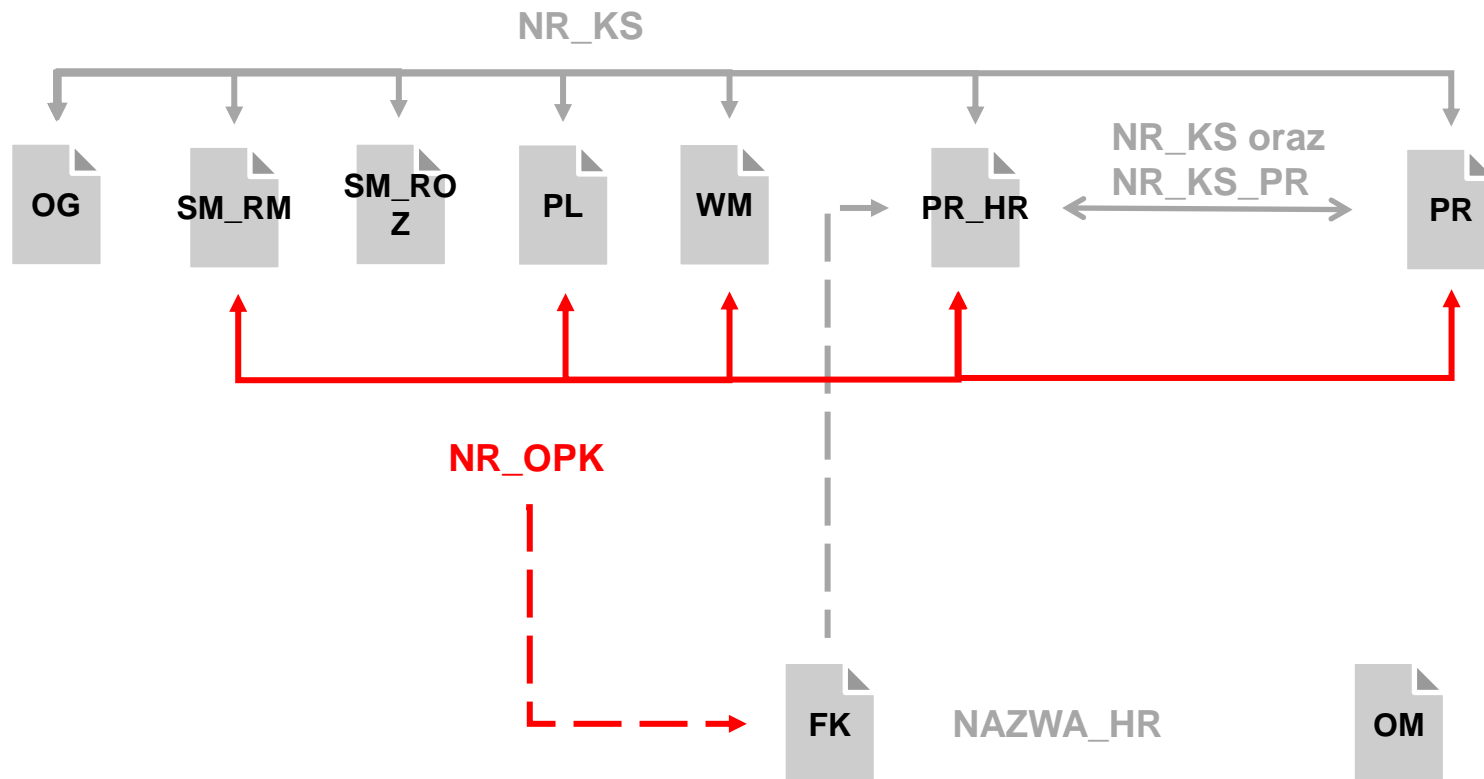 NR_KS
OG
SM_RM
SM_RO
Z
PL
WM
PR_HR
NR_KS oraz
NR_KS_PR
PR
NR_OPK
FK
NAZWA_HR
OM